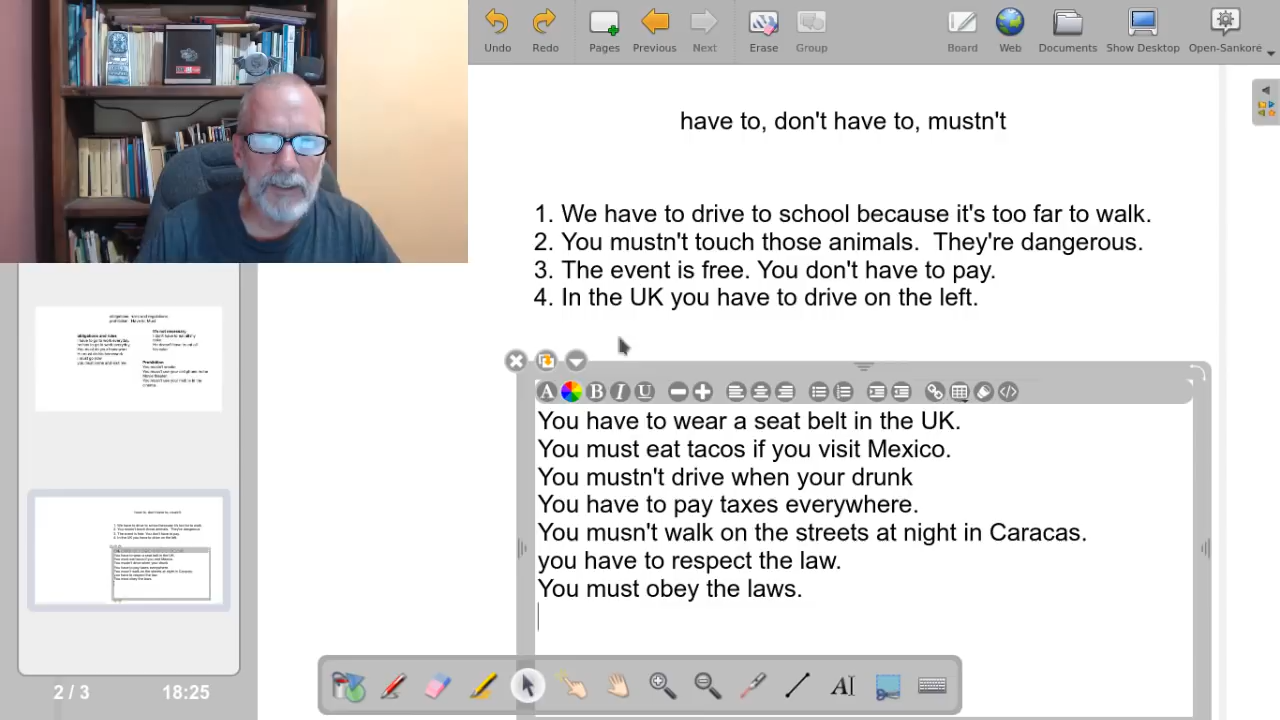 Undo
Redo
Pages
Previous
Next
Erase
Group
Board
Web
Documents
Show Desktop
Open-Sankore
have to, don't have to, mustn't
1. We have to drive to school because it's too far to walk.
2. You mustn't touch those animals.  They're dangerous.
3. The event is free. You don't have to pay.
4. In the UK you have to drive on the left.
You have to wear a seat belt in the UK.
You must eat tacos if you visit Mexico.
You mustn't drive when your drunk
You have to pay taxes everywhere.
You musn't walk on the streets at night in Caracas.
you have to respect the law.
You must obey the laws.
2 / 3
18:25